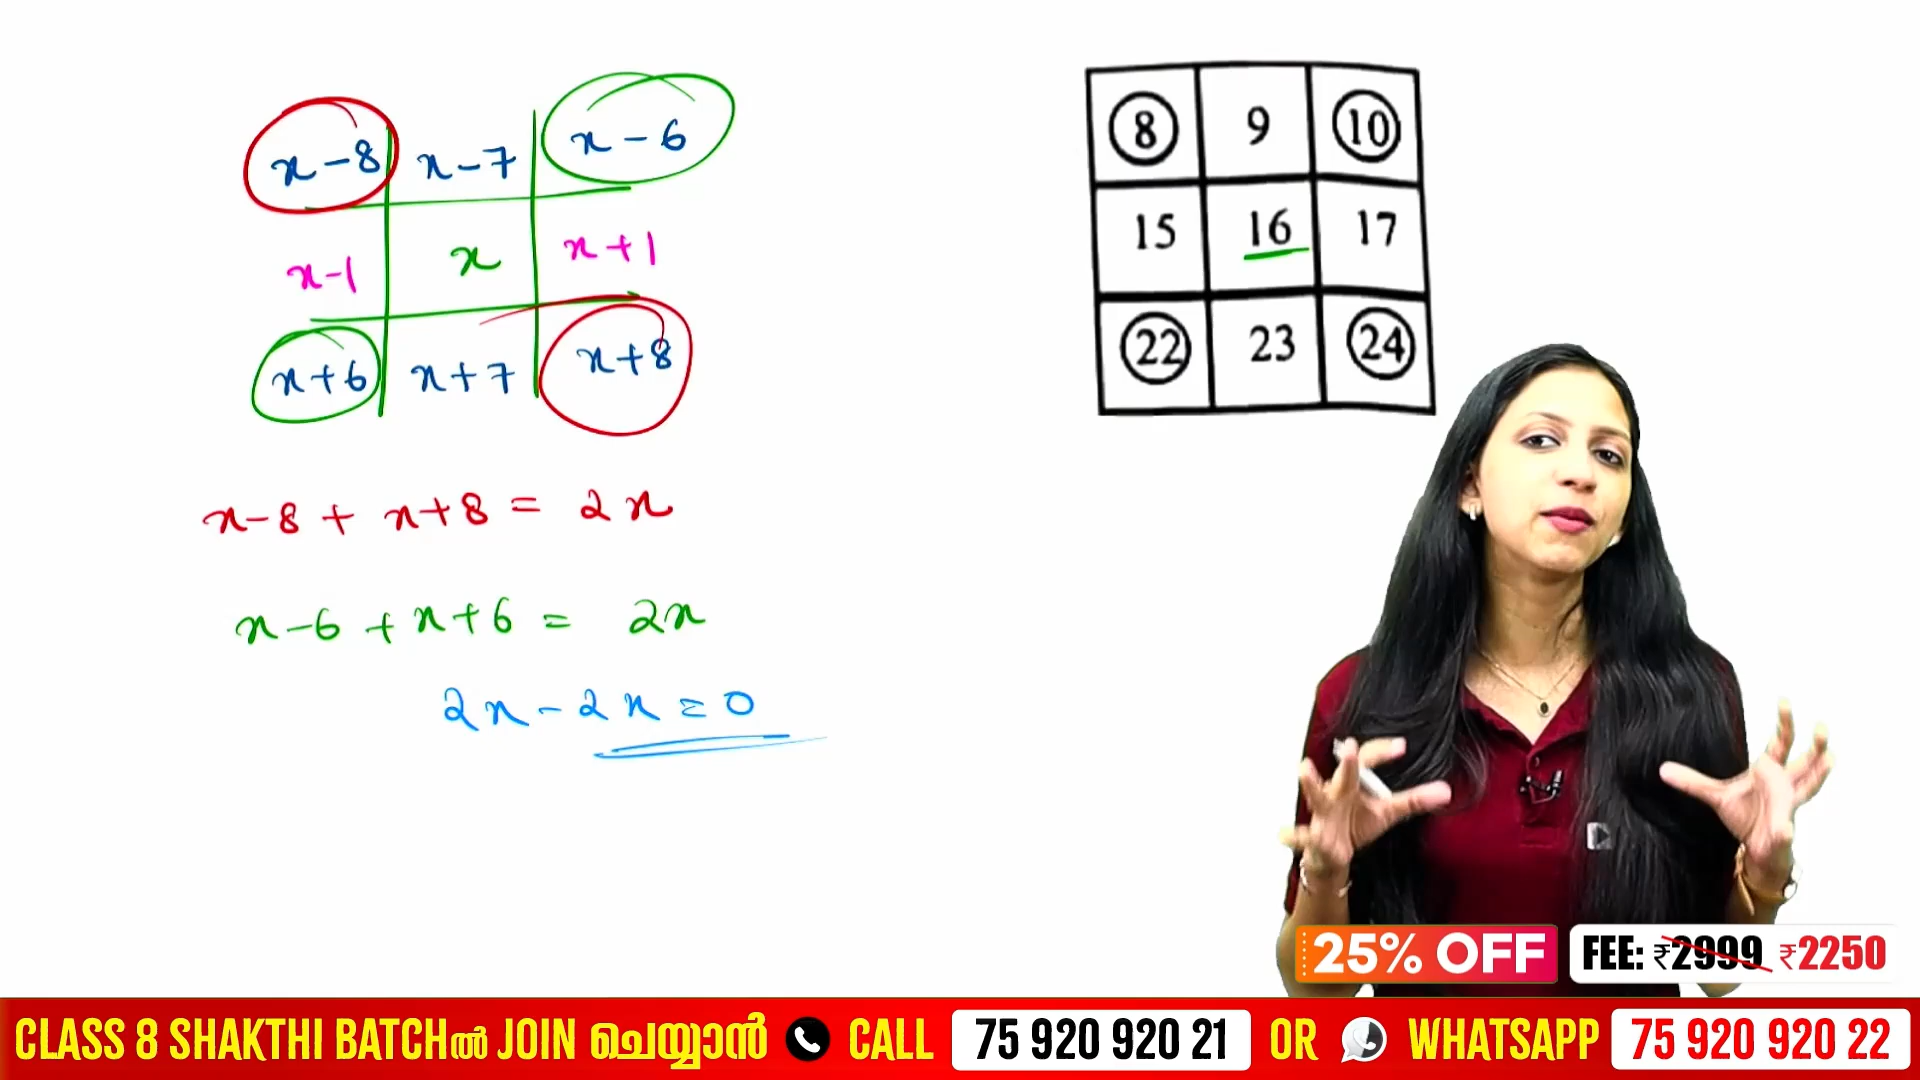 x-8 x-7 x-6
x-1 x x+1
x+6 x+7 x+8
x-8 + x+8 = 2x
x-6 + x+6 = 2x
2x - 2x = 0
8 9 10
15 16 17
22 23 24
25% OFF FEE: ₹2999 ₹2250
CLASS 8 SHAKTHI BATCHൽ JOIN ചെയ്യാൻ CALL 75 920 920 21 OR WHATSAPP 75 920 920 22